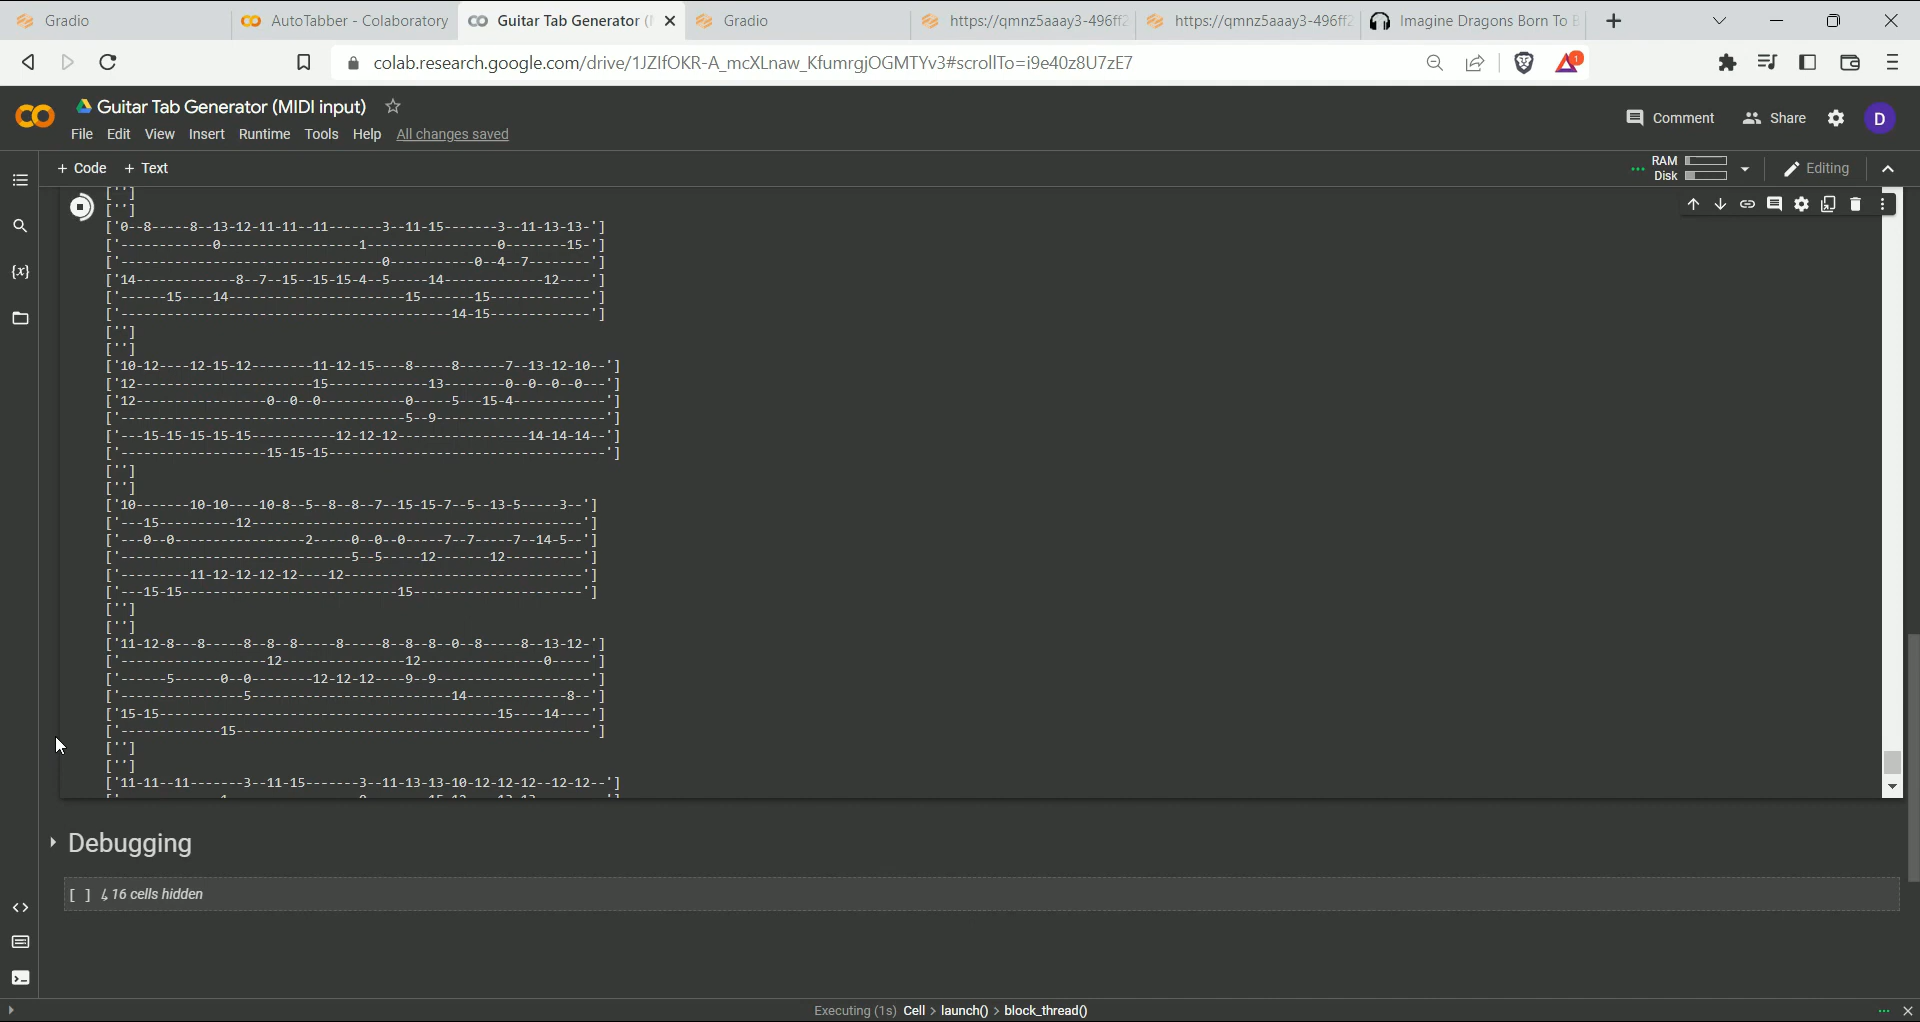 Gradio
AutoTabber - Colaboratory
Guitar Tab Generator (
Gradio
https://qmnz5aaay3-496ff
https://qmnz5aaay3-496ff
Imagine Dragons Born To B
colab.research.google.com/drive/1JZIfOKR-A_mcXLnaw_KfumrgjOGMTYv3#scrollTo=i9e40z8U7zE7
1
Guitar Tab Generator (MIDI input)
Comment
Share
D
File Edit View Insert Runtime Tools Help All changes saved
+ Code + Text
RAM
Disk
Editing
{x}
['']
['']
['0--8-----8--13-12-11-11--11-------3--11-15-------3--11-13-13-']
['------------0------------------1-----------------0--------15-']
['----------------------------------0-----------0--4--7--------']
['14-------------8--7--15--15-15-4--5-----14-------------12----']
['------15----14-----------------------15-------15-------------']
['-------------------------------------------14-15-------------']
['']
['']
['10-12----12-15-12--------11-12-15----8-----8------7--13-12-10--']
['12-----------------------15-------------13--------0--0--0--0---']
['12-----------------0--0--0-----------0-----5---15-4------------']
['-------------------------------------5--9----------------------']
['---15-15-15-15-15-----------12-12-12-----------------14-14-14--']
['-------------------15-15-15------------------------------------']
['']
['']
['10-------10-10----10-8--5--8--8--7--15-15-7--5--13-5-----3--']
['---15----------12-------------------------------------------']
['---0--0-----------------2-----0--0--0-----7--7-----7--14-5--']
['------------------------------5--5-----12-------12----------']
['---------11-12-12-12-12----12-------------------------------']
['---15-15----------------------------15----------------------']
['']
['']
['11-12-8---8-----8--8--8-----8-----8--8--8--0--8-----8--13-12-']
['-------------------12---------------12----------------0-----']
['------5------0--0--------12-12-12----9--9--------------------']
['----------------5--------------------------14-------------8--']
['15-15--------------------------------------------15----14----']
['-------------15----------------------------------------------']
['']
['']
['11-11--11-------3--11-15-------3--11-13-13-10-12-12-12--12-12--']
Debugging
[ ] ↳ 16 cells hidden
Executing (1s) Cell > launch() > block_thread()